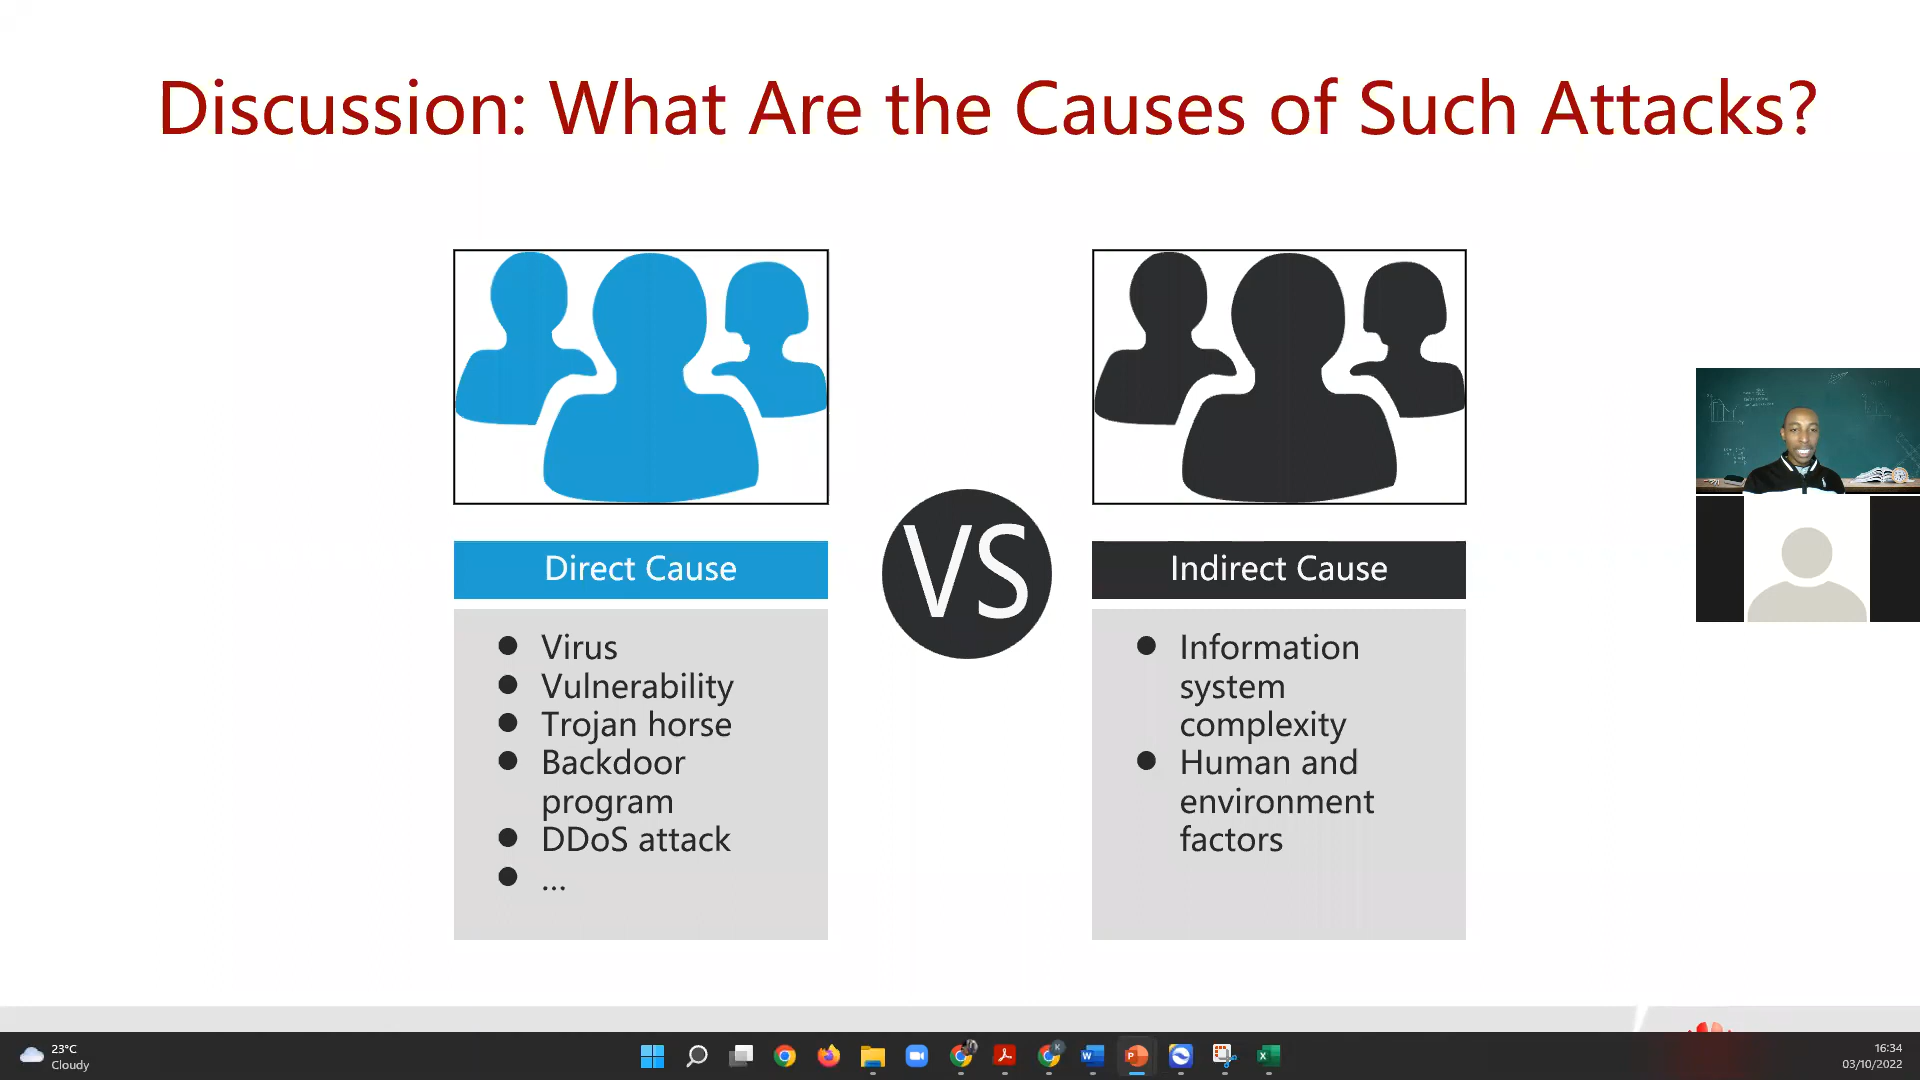 Discussion: What Are the Causes of Such Attacks?
VS
Direct Cause
Virus
Vulnerability
Trojan horse
Backdoor
program
DDoS attack
...
Indirect Cause
Information
system
complexity
Human and
environment
factors
23°C
Cloudy
16:34
03/10/2022